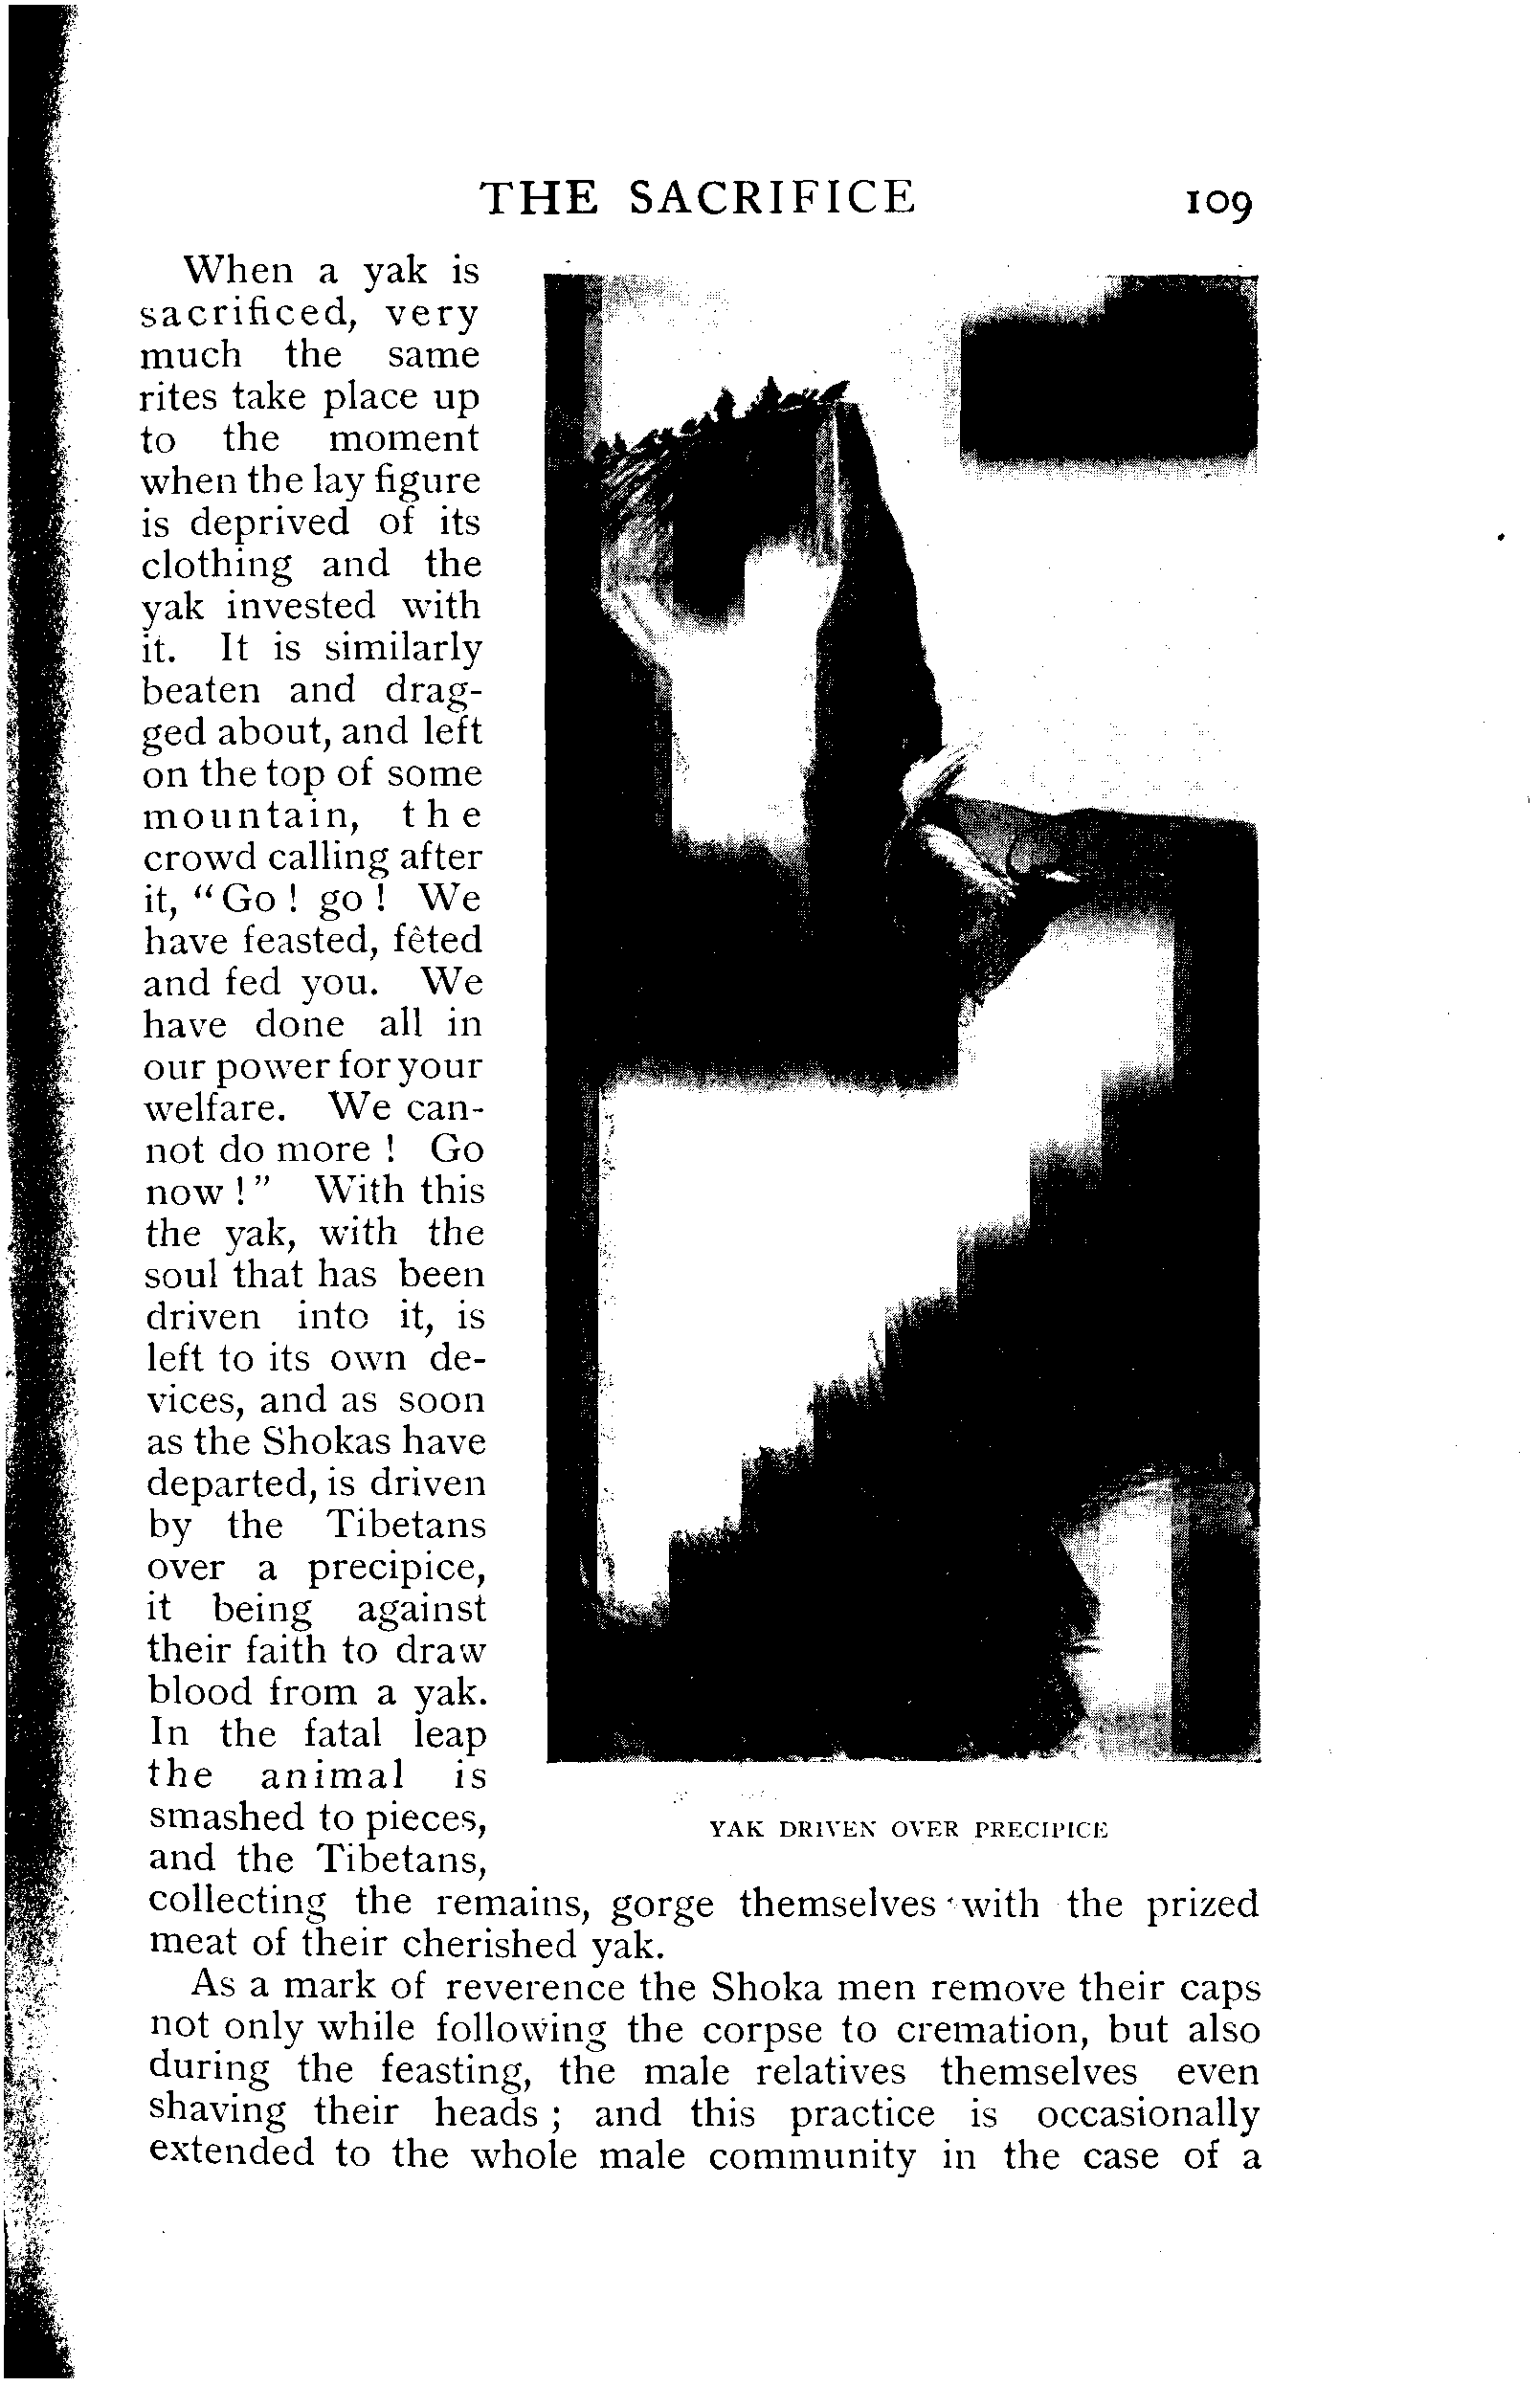 THE SACRIFICE 109
When a yak is
sacrificed, very
much the same
rites take place up
to the moment
when the lay figure
is deprived of its
clothing and the
yak invested with
it. It is similarly
beaten and drag-
ged about, and left
on the top of some
mountain, the
crowd calling after
it, “Go! go! We
have feasted, fêted
and fed you. We
have done all in
our power for your
welfare. We can-
not do more! Go
now!” With this
the yak, with the
soul that has been
driven into it, is
left to its own de-
vices, and as soon
as the Shokas have
departed, is driven
by the Tibetans
over a precipice,
it being against
their faith to draw
blood from a yak.
In the fatal leap
the animal is
smashed to pieces,
and the Tibetans,
YAK DRIVEN OVER PRECIPICE
collecting the remains, gorge themselves with the prized
meat of their cherished yak.
As a mark of reverence the Shoka men remove their caps
not only while following the corpse to cremation, but also
during the feasting, the male relatives themselves even
shaving their heads; and this practice is occasionally
extended to the whole male community in the case of a